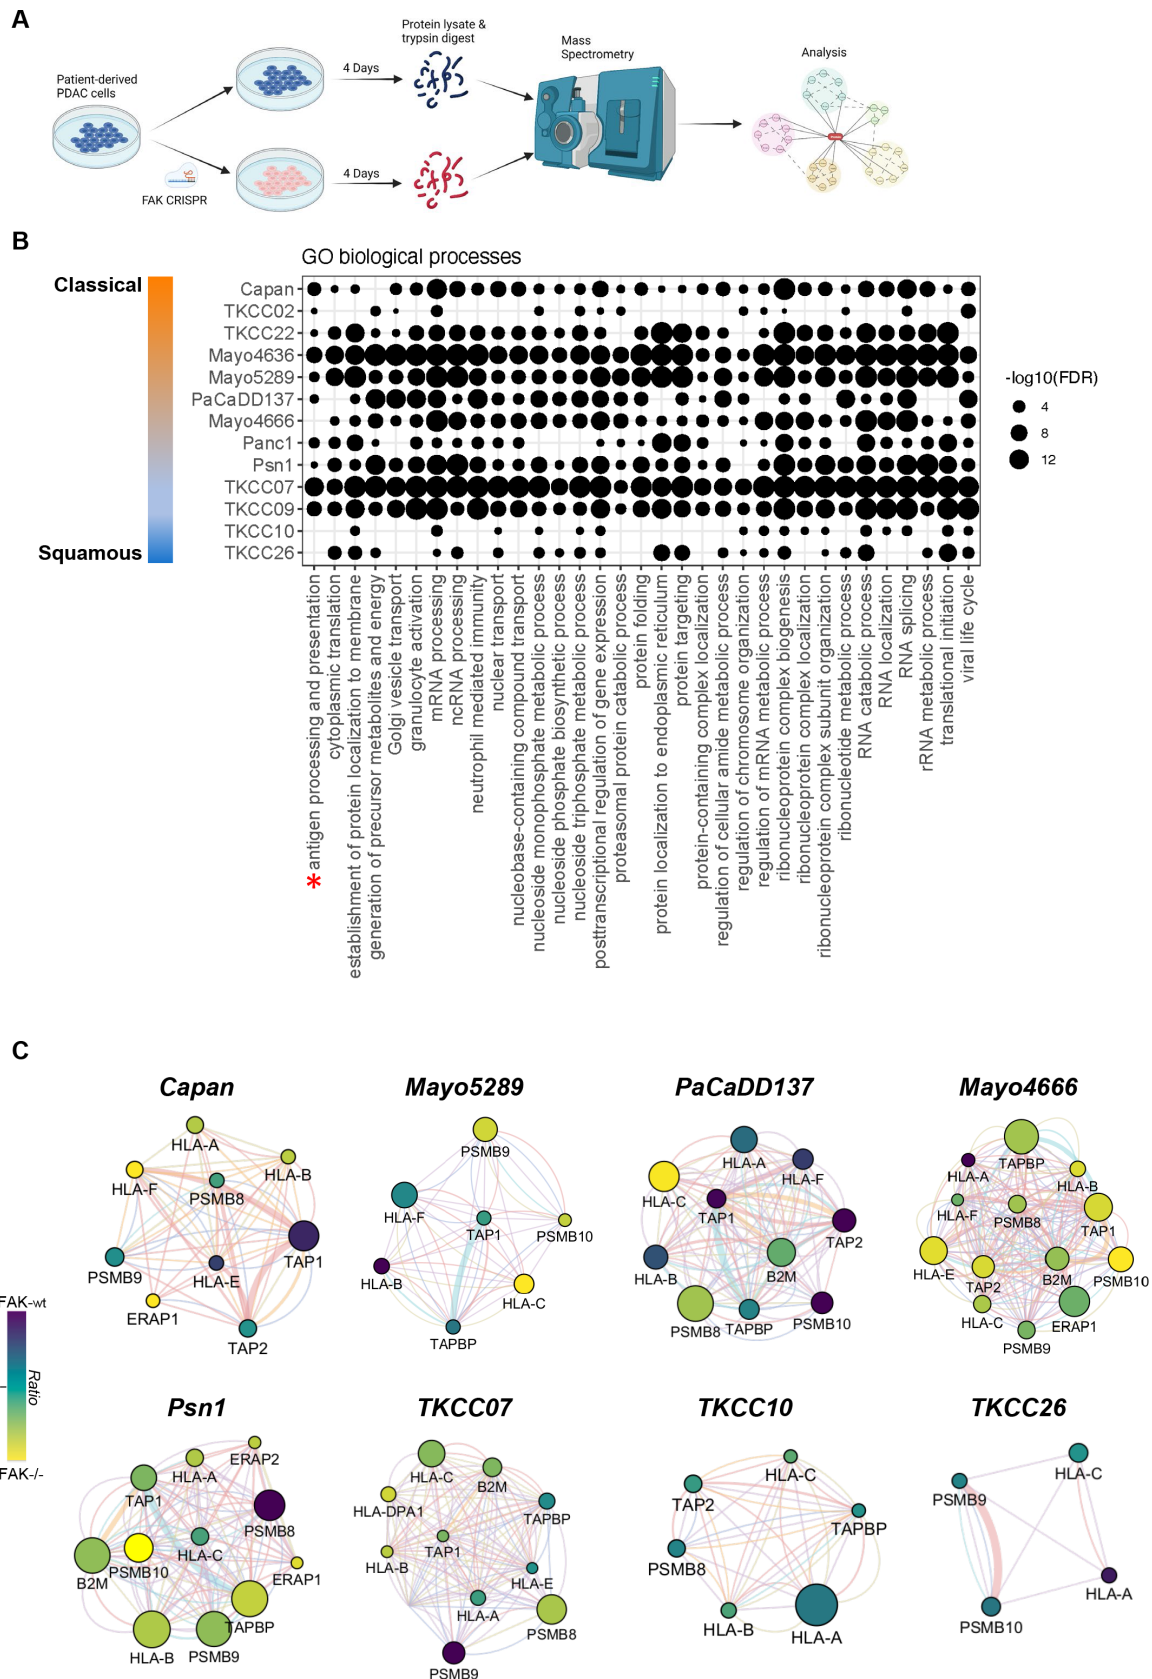 A
Patient-derived
PDAC cells
4 Days
Protein lysate &
trypsin digest
Mass
Spectrometry
Analysis
FAK CRISPR
4 Days
B
GO biological processes
Classical
Squamous
Capan
TKCC02
TKCC22
Mayo4636
Mayo5289
PaCaDD137
Mayo4666
Panc1
Psn1
TKCC07
TKCC09
TKCC10
TKCC26
-log10(FDR)
4
8
12
* antigen processing and presentation
cytoplasmic translation
establishment of protein localization to membrane
generation of precursor metabolites and energy
Golgi vesicle transport
granulocyte activation
mRNA processing
ncRNA processing
neutrophil mediated immunity
nuclear transport
nucleobase-containing compound transport
nucleoside monophosphate metabolic process
nucleoside phosphate biosynthetic process
nucleoside triphosphate metabolic process
posttranscriptional regulation of gene expression
proteasomal protein catabolic process
protein folding
protein localization to endoplasmic reticulum
protein targeting
protein-containing complex localization
regulation of cellular amide metabolic process
regulation of chromosome organization
regulation of mRNA metabolic process
ribonucleoprotein complex biogenesis
ribonucleoprotein complex localization
ribonucleoprotein complex subunit organization
ribonucleotide metabolic process
RNA catabolic process
RNA localization
RNA splicing
rRNA metabolic process
translational initiation
viral life cycle
C
Capan
HLA-A
HLA-B
HLA-F
PSMB8
TAP1
PSMB9
HLA-E
ERAP1
TAP2
Mayo5289
PSMB9
HLA-F
TAP1
PSMB10
HLA-B
HLA-C
TAPBP
PaCaDD137
HLA-A
HLA-F
HLA-C
TAP1
TAP2
HLA-B
B2M
PSMB8
TAPBP
PSMB10
Mayo4666
TAPBP
HLA-A
HLA-B
HLA-F
PSMB8
TAP1
HLA-E
TAP2
B2M
PSMB10
HLA-C
ERAP1
PSMB9
FAK-wt
Ratio
FAK-/-
Psn1
ERAP2
HLA-A
TAP1
PSMB8
HLA-C
B2M
PSMB10
ERAP1
TAPBP
HLA-B
PSMB9
TKCC07
HLA-C
B2M
HLA-DPA1
TAPBP
TAP1
HLA-B
HLA-E
HLA-A
PSMB8
PSMB9
TKCC10
HLA-C
TAP2
TAPBP
PSMB8
HLA-B
HLA-A
TKCC26
HLA-C
PSMB9
HLA-A
PSMB10